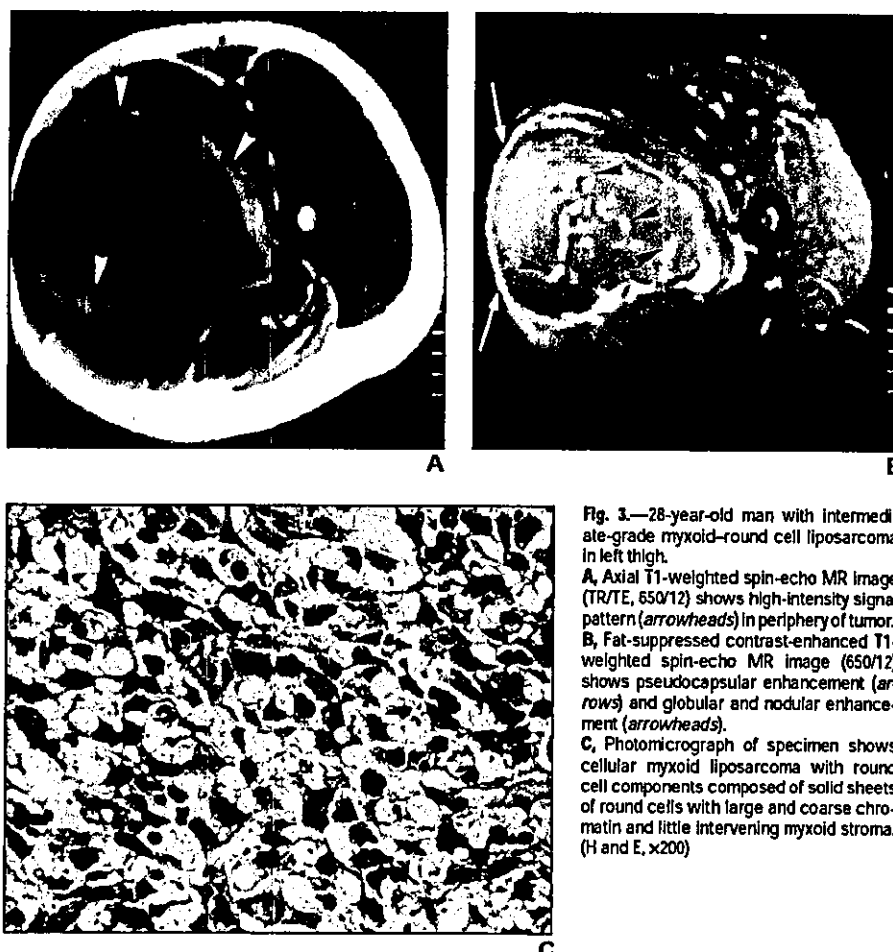 A
B
Fig. 3.—28-year-old man with intermedi-
ate-grade myxoid–round cell liposarcoma
in left thigh.
A, Axial T1-weighted spin-echo MR image
(TR/TE, 650/12) shows high-intensity signal
pattern (arrowheads) in periphery of tumor.
B, Fat-suppressed contrast-enhanced T1-
weighted spin-echo MR image (650/12)
shows pseudocapsular enhancement (ar-
rows) and globular and nodular enhance-
ment (arrowheads).
C, Photomicrograph of specimen shows
cellular myxoid liposarcoma with round
cell components composed of solid sheets
of round cells with large and coarse chro-
matin and little intervening myxoid stroma.
(H and E, ×200)
C